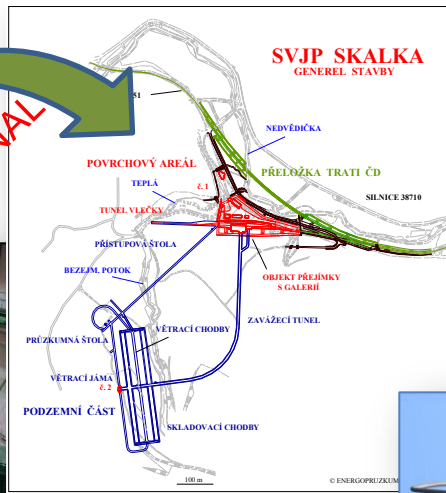 SVJP SKALKA
GENEREL STAVBY
51
NAL
NEDVĚDIČKA
POVRCHOVÝ AREÁL
PŘELOŽKA TRATI ČD
TEPLÁ
č. 1
SILNICE 38710
TUNEL VLEČKY
PŘÍSTUPOVÁ ŠTOLA
OBJEKT PŘEJÍMKY
S GALERIÍ
BEZEJM. POTOK
ZAVÁŽECÍ TUNEL
VĚTRACÍ CHODBY
PRŮZKUMNÁ ŠTOLA
VĚTRACÍ JÁMA
č. 2
PODZEMNÍ ČÁST
SKLADOVACÍ CHODBY
100 m
© ENERGOPRUZKUM